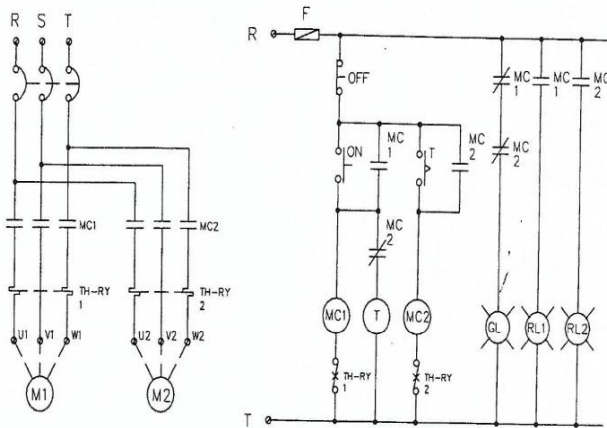 R S T
MC1
MC2
TH-RY
1
TH-RY
2
U1 V1 W1
U2 V2 W2
M1
M2
F
R
OFF
MC
1
MC
1
MC
2
MC
2
ON
MC
1
T
MC
2
MC
2
MC1
T
MC2
GL
RL1
RL2
TH-RY
1
TH-RY
2
T